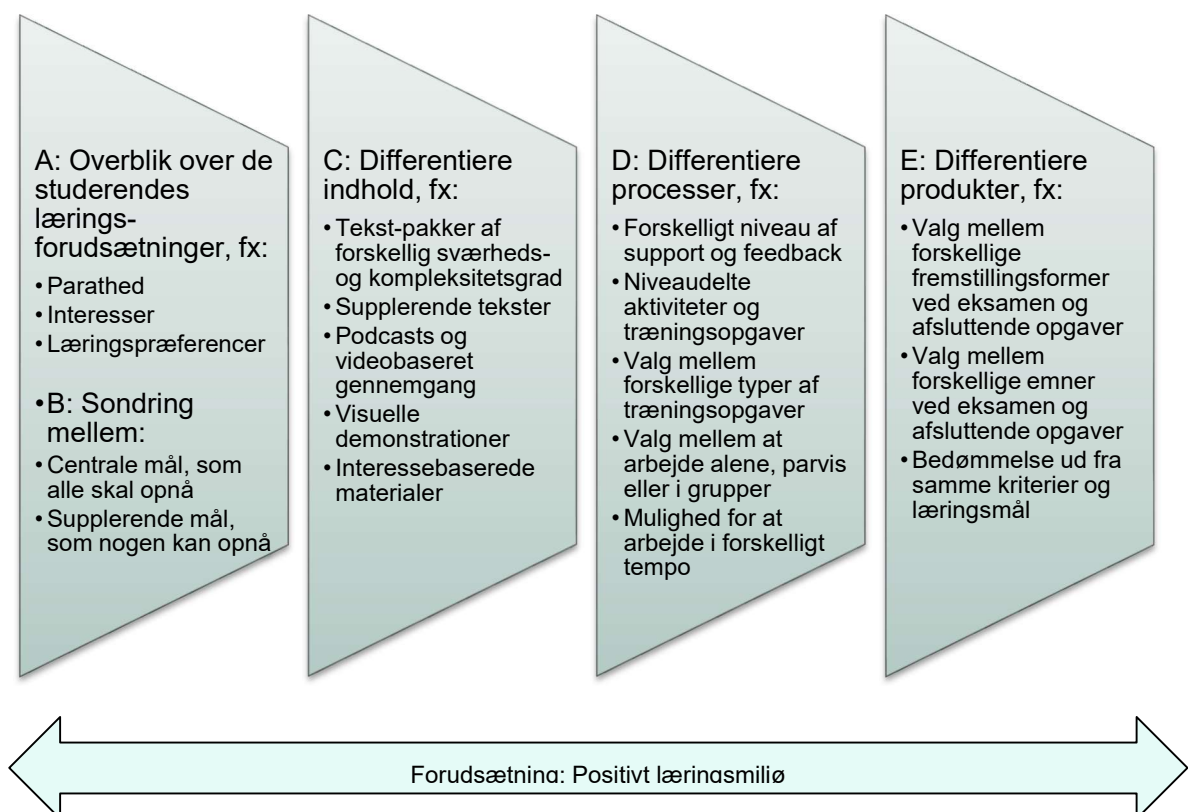 A: Overblik over de
studerendes
lærings-
forudsætninger, fx:
• Parathed
• Interesser
• Læringspræferencer
•B: Sondring
mellem:
• Centrale mål, som
alle skal opnå
• Supplerende mål,
som nogen kan opnå
C: Differentiere
indhold, fx:
• Tekst-pakker af
forskellig sværheds-
og kompleksitetsgrad
• Supplerende tekster
• Podcasts og
videobaseret
gennemgang
• Visuelle
demonstrationer
• Interessebaserede
materialer
D: Differentiere
processer, fx:
• Forskelligt niveau af
support og feedback
• Niveaudelte
aktiviteter og
træningsopgaver
• Valg mellem
forskellige typer af
træningsopgaver
• Valg mellem at
arbejde alene, parvis
eller i grupper
• Mulighed for at
arbejde i forskelligt
tempo
E: Differentiere
produkter, fx:
• Valg mellem
forskellige
fremstillingsformer
ved eksamen og
afsluttende opgaver
• Valg mellem
forskellige emner
ved eksamen og
afsluttende opgaver
• Bedømmelse ud fra
samme kriterier og
læringsmål
Forudsætning: Positivt læringsmiljø